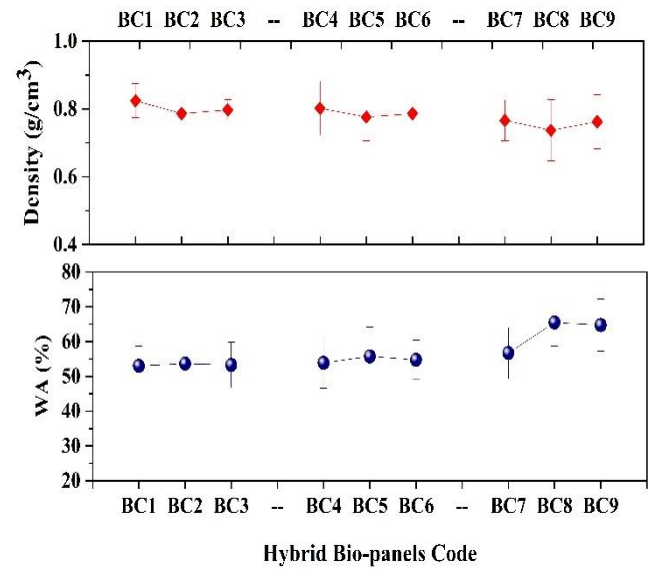 BC1 BC2 BC3 -- BC4 BC5 BC6 -- BC7 BC8 BC9
1.0
0.8
0.6
0.4
Density (g/cm³)
80
70
60
50
40
30
20
WA (%)
BC1 BC2 BC3 -- BC4 BC5 BC6 -- BC7 BC8 BC9
Hybrid Bio-panels Code